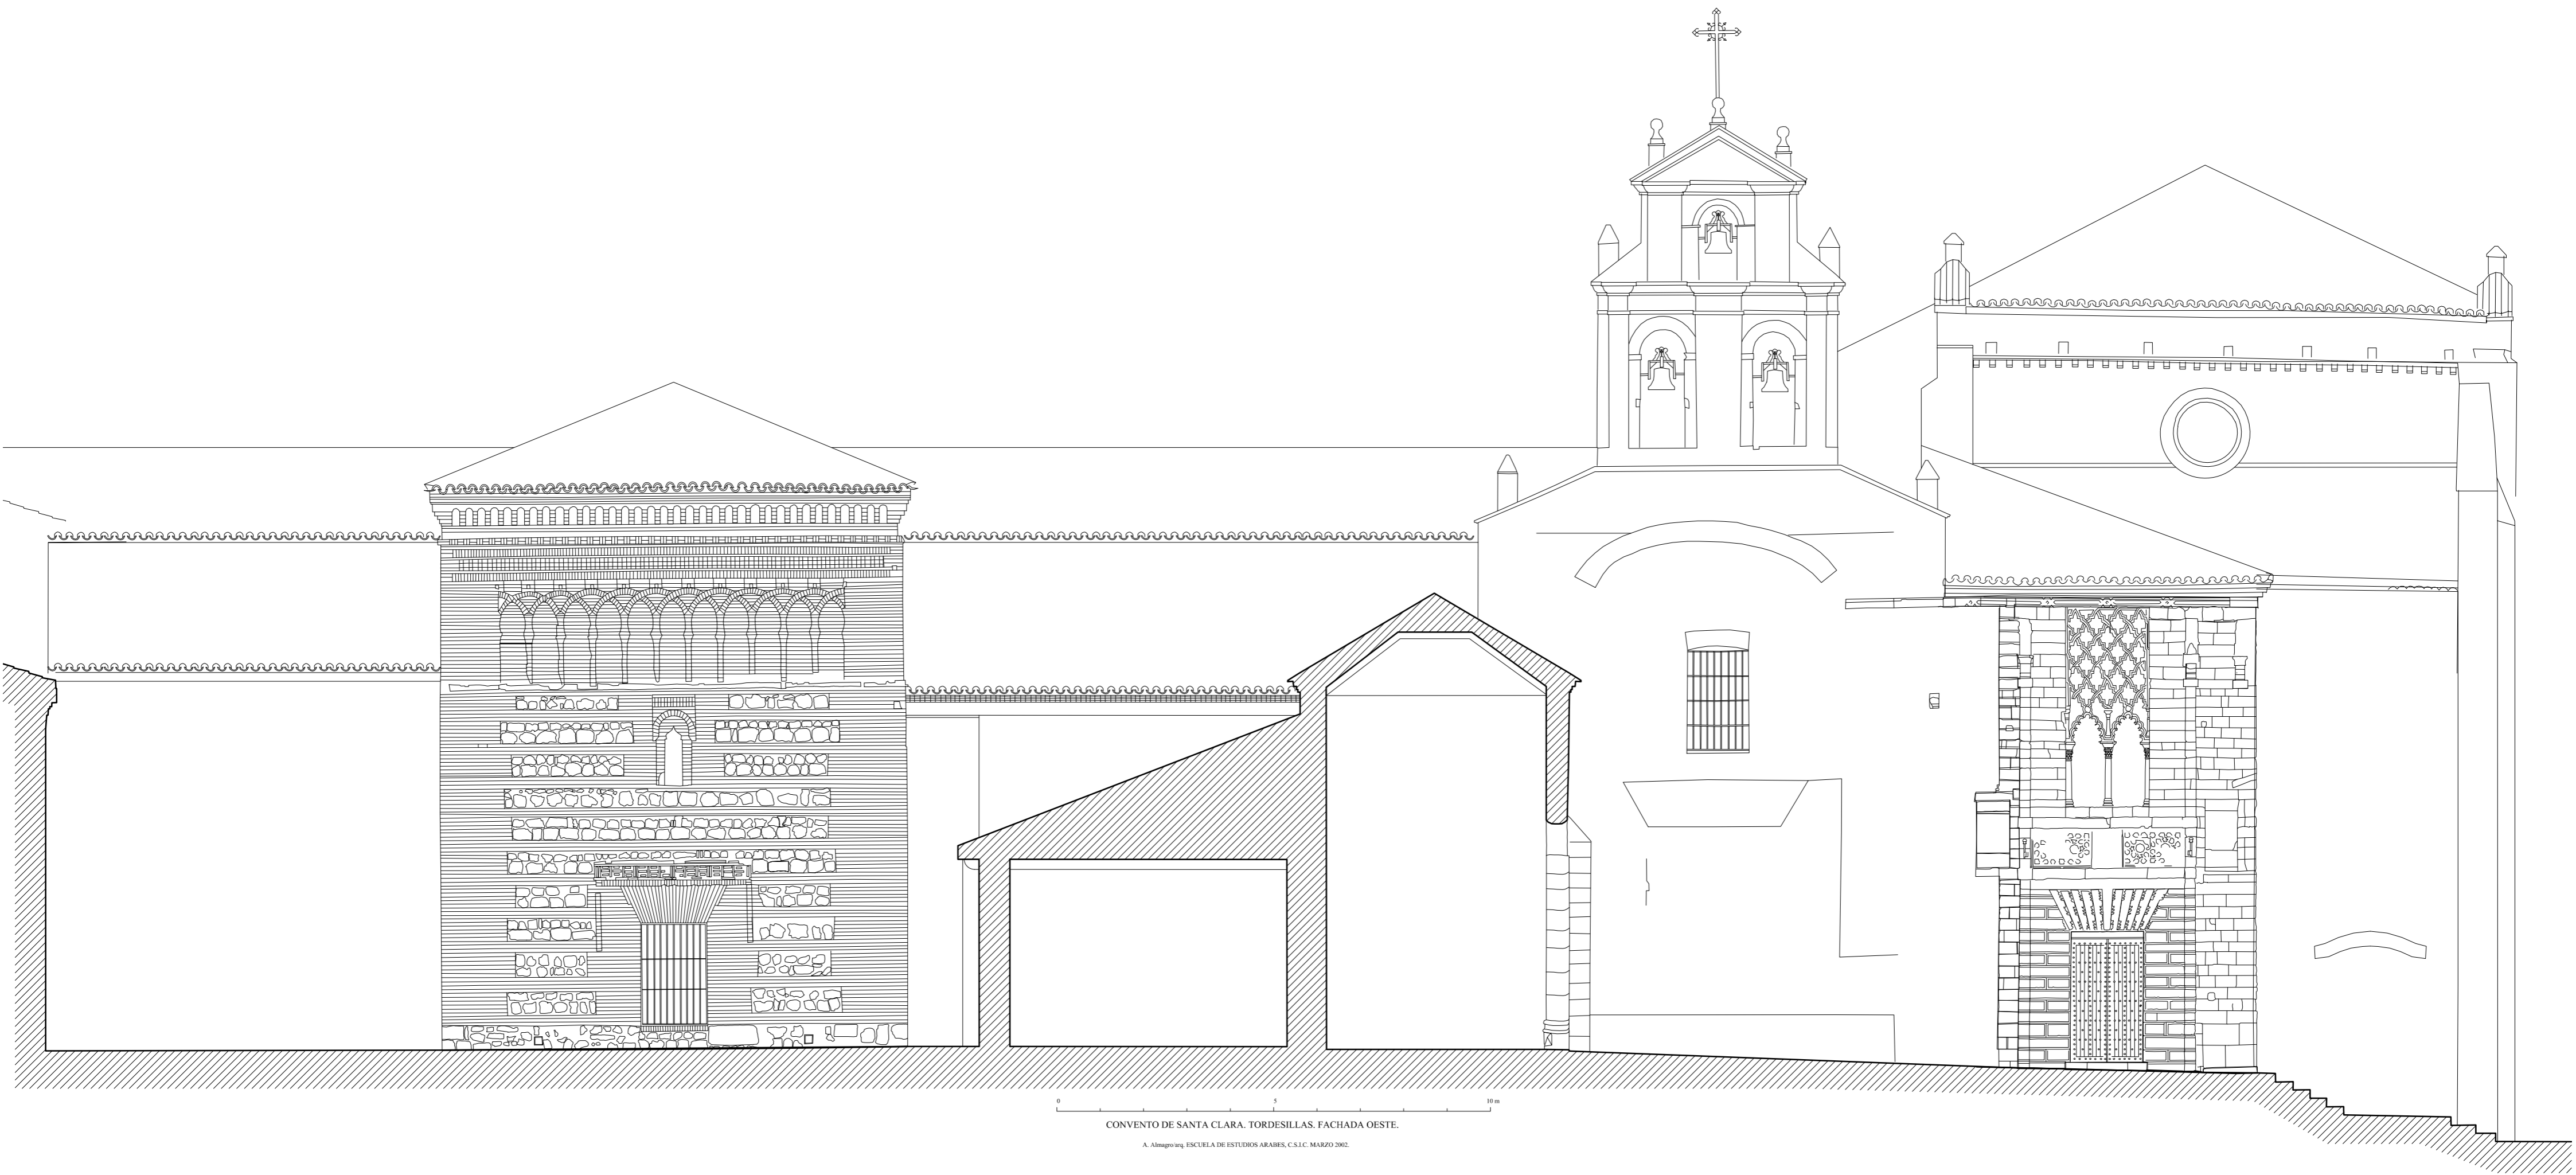 0 5 10 m
CONVENTO DE SANTA CLARA. TORDESILLAS. FACHADA OESTE.
A. Almagro/arq. ESCUELA DE ESTUDIOS ARABES, C.S.I.C. MARZO 2002.